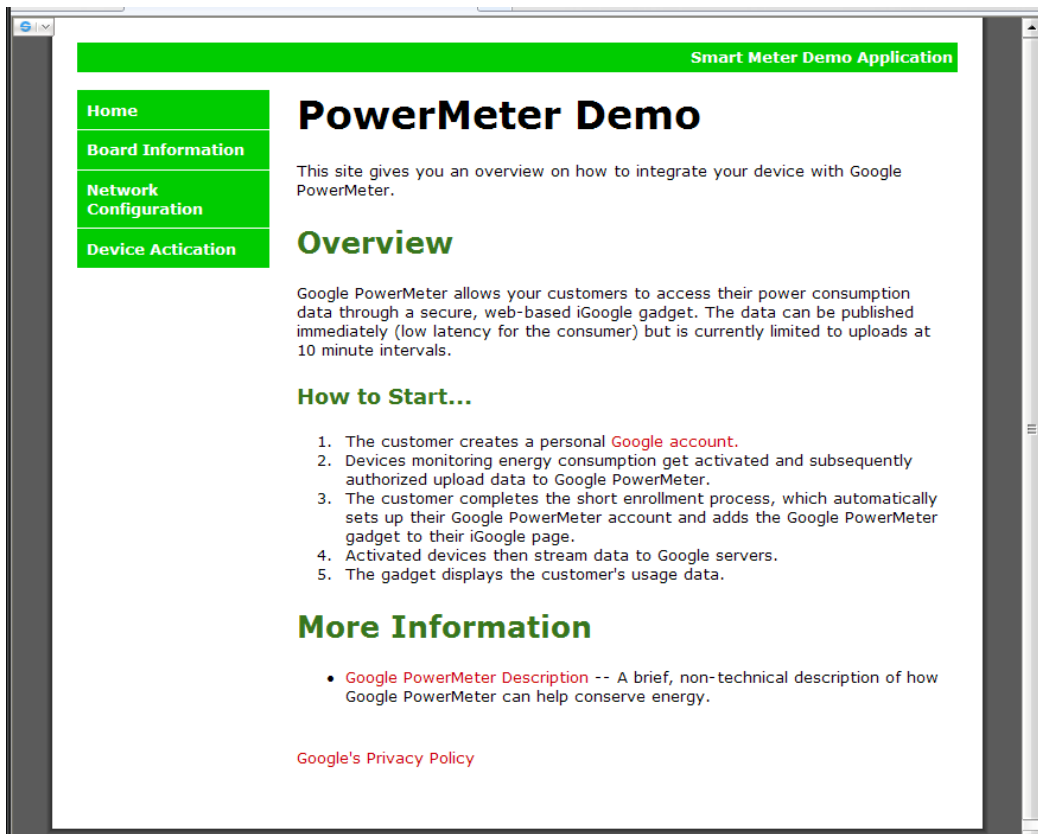 Smart Meter Demo Application
Home
Board Information
Network
Configuration
Device Actication
PowerMeter Demo
This site gives you an overview on how to integrate your device with Google
PowerMeter.
Overview
Google PowerMeter allows your customers to access their power consumption
data through a secure, web-based iGoogle gadget. The data can be published
immediately (low latency for the consumer) but is currently limited to uploads at
10 minute intervals.
How to Start...
1. The customer creates a personal Google account.
2. Devices monitoring energy consumption get activated and subsequently
authorized upload data to Google PowerMeter.
3. The customer completes the short enrollment process, which automatically
sets up their Google PowerMeter account and adds the Google PowerMeter
gadget to their iGoogle page.
4. Activated devices then stream data to Google servers.
5. The gadget displays the customer's usage data.
More Information
• Google PowerMeter Description -- A brief, non-technical description of how
Google PowerMeter can help conserve energy.
Google's Privacy Policy